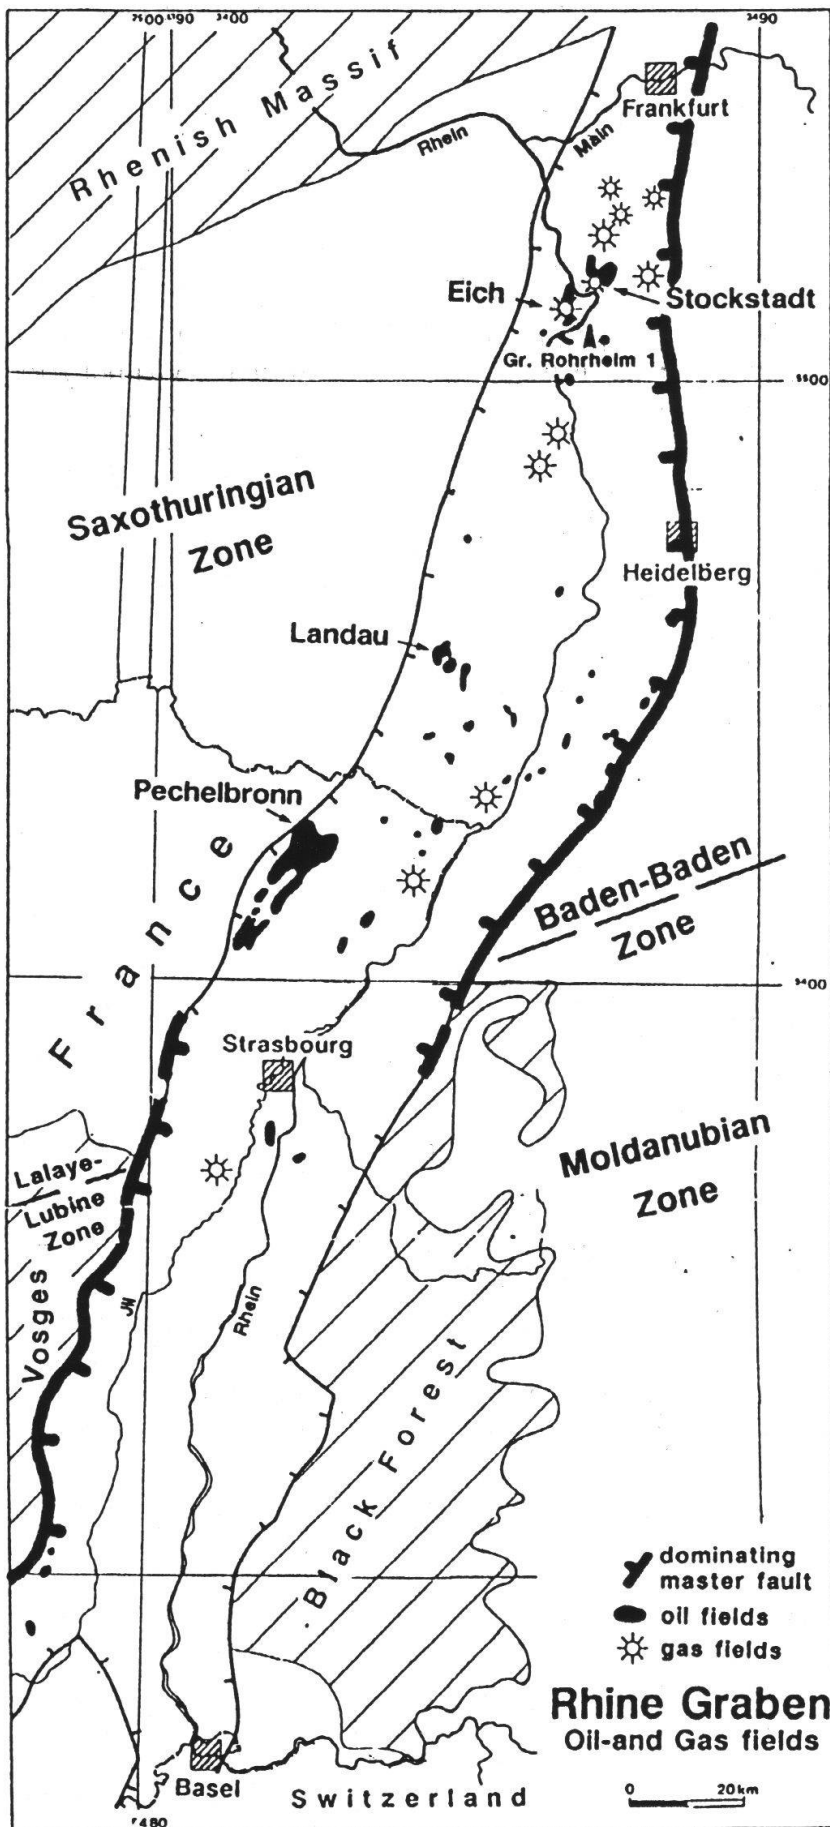 3400
3490
Rhenish Massif
Frankfurt
Rhein
Main
Eich
Stockstadt
Gr. Rohrheim 1
Saxothuringian
Zone
Heidelberg
Landau
Pechelbronn
France
Baden-Baden
Zone
Strasbourg
Moldanubian
Zone
Lalaye-
Lubine
Zone
Vosges
Rhein
Black Forest
dominating
master fault
oil fields
gas fields
Rhine Graben
Oil-and Gas fields
Basel
Switzerland
0 20km